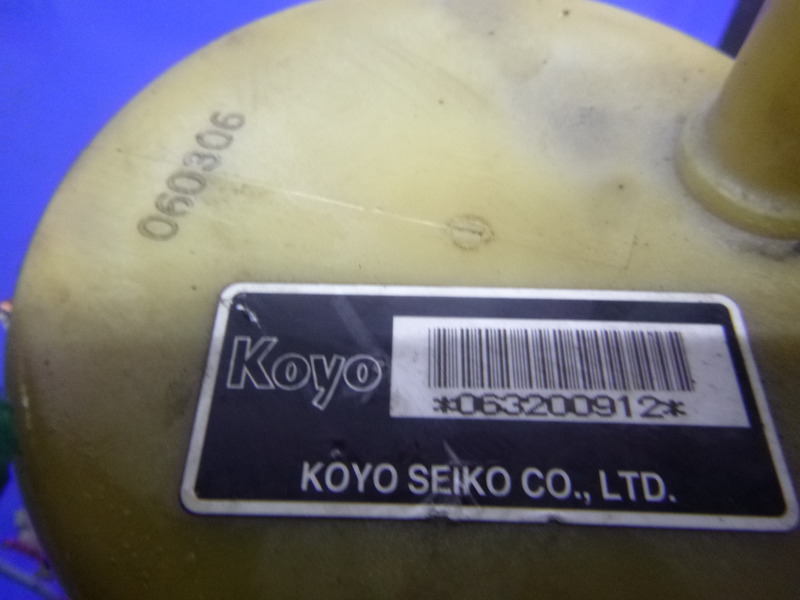 060306
Koyo
*063200912*
KOYO SEIKO CO., LTD.